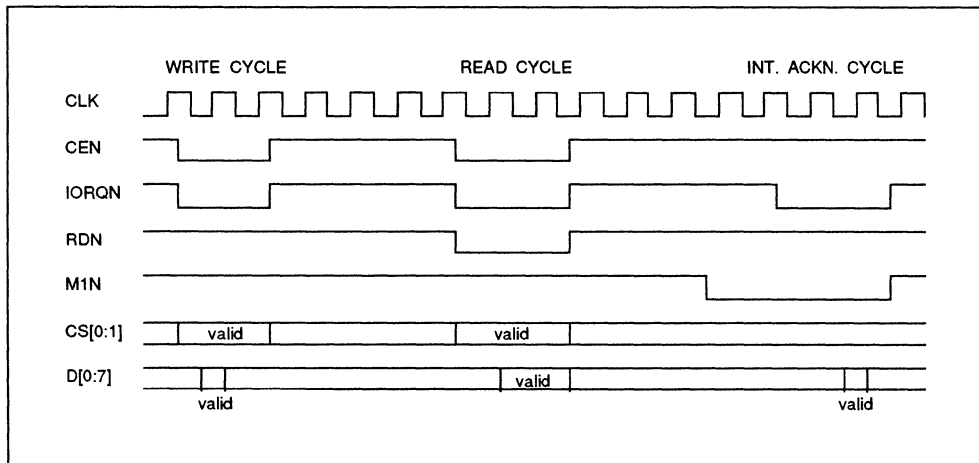 WRITE CYCLE READ CYCLE INT. ACKN. CYCLE
CLK
CEN
IORQN
RDN
M1N
CS[0:1] valid valid
D[0:7] valid
valid valid